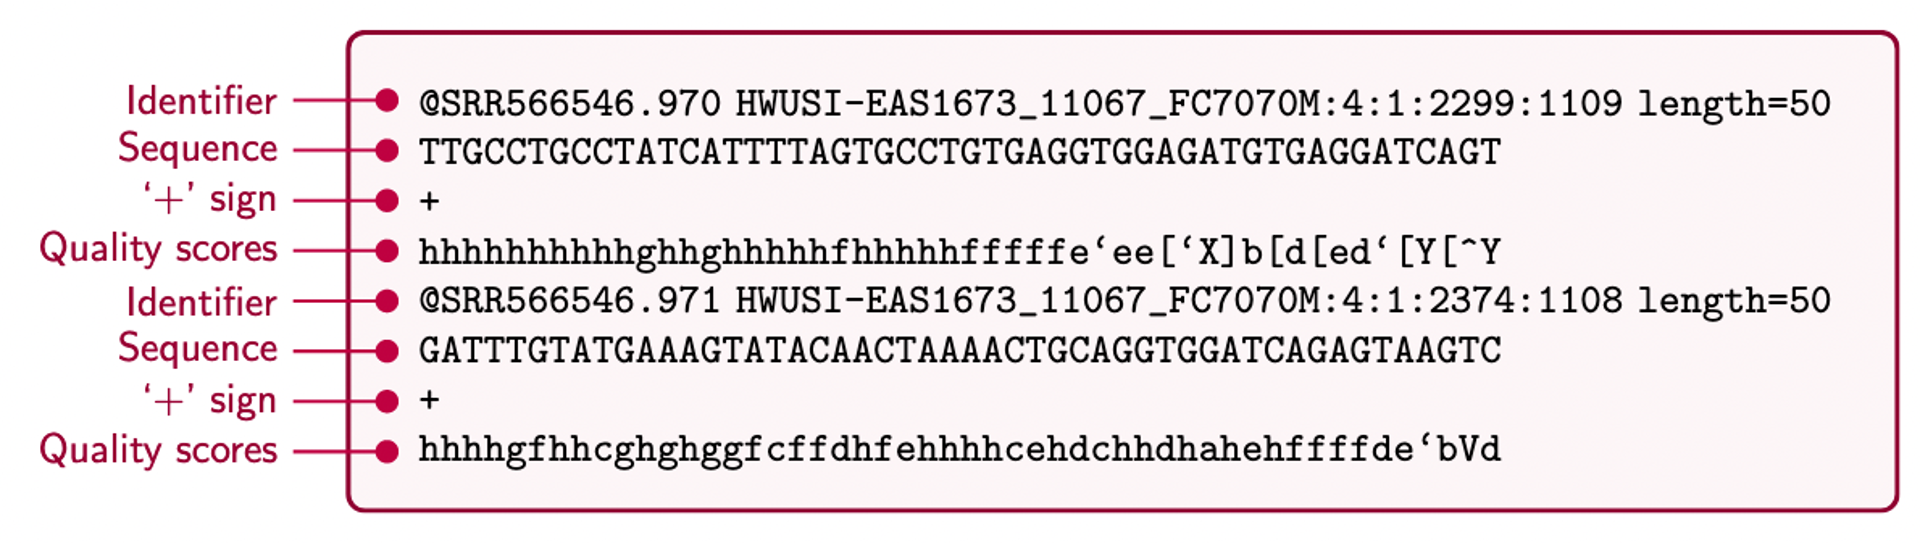 Identifier @SRR566546.970 HWUSI-EAS1673_11067_FC7070M:4:1:2299:1109 length=50
Sequence TTGCCTGCCTATCATTTTAGTGCCTGTGAGGTGGAGATGTGAGGATCAGT
‘+’ sign +
Quality scores hhhhhhhhhhghhghhhhhfhhhhhfffffe‘ee[‘X]b[d[ed‘[Y[^Y
Identifier @SRR566546.971 HWUSI-EAS1673_11067_FC7070M:4:1:2374:1108 length=50
Sequence GATTTGTATGAAAGTATACAACTAAAACTGCAGGTGGATCAGAGTAAGTC
‘+’ sign +
Quality scores hhhhgfhhcghghggfcffdhfehhhhcehdchhdhahehffffde‘bVd